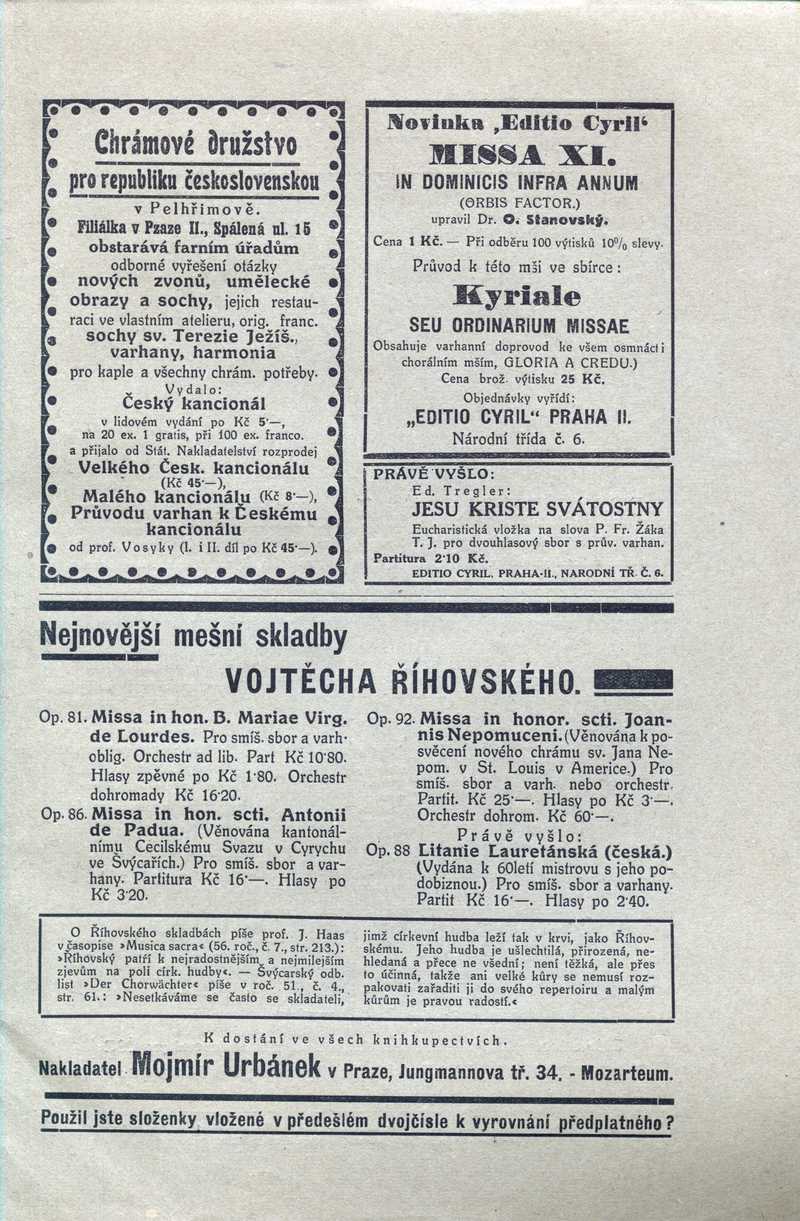 Chrámové družstvo
pro republiku československou
v Pelhřimově.
Filiálka v Pzaze II., Spálená ul. 15
obstarává farním úřadům
odborné vyřešení otázky
nových zvonů, umělecké
obrazy a sochy, jejich restau-
raci ve vlastním atelieru, orig. franc.
sochy sv. Terezie Ježíš.,
varhany, harmonia
pro kaple a všechny chrám. potřeby.
Vydalo:
Český kancionál
v lidovém vydání po Kč 5·—,
na 20 ex. 1 gratis, při 100 ex. franco.
a přijalo od Stát. Nakladatelství rozprodej
Velkého Česk. kancionálu
(Kč 45·—),
Malého kancionálu (Kč 8·—),
Průvodu varhan k Českému
kancionálu
od prof. Vosyky (I. i II. díl po Kč 45·—).
Novinka ‚Editio Cyril‘
MISSA XI.
IN DOMINICIS INFRA ANNUM
(ORBIS FACTOR.)
upravil Dr. O. Stanovský.
Cena 1 Kč. — Při odběru 100 výtisků 10% slevy.
Průvod k této mši ve sbírce:
Kyriale
SEU ORDINARIUM MISSAE
Obsahuje varhanní doprovod ke všem osmnácti
chorálním mším, GLORIA A CREDU.)
Cena brož. výtisku 25 Kč.
Objednávky vyřídí:
„EDITIO CYRIL“ PRAHA II.
Národní třída č. 6.
PRÁVĚ VYŠLO:
Ed. Tregler:
JESU KRISTE SVÁTOSTNY
Eucharistická vložka na slova P. Fr. Žáka
T. J. pro dvouhlasový sbor s prův. varhan.
Partitura 2·10 Kč.
EDITIO CYRIL, PRAHA-II., NARODNÍ TŘ. Č. 6.
Nejnovější mešní skladby
VOJTĚCHA ŘÍHOVSKÉHO.
Op. 81. Missa in hon. B. Mariae Virg.
de Lourdes. Pro smíš. sbor a varh·
oblig. Orchestr ad lib. Part Kč 10·80.
Hlasy zpěvné po Kč 1·80. Orchestr
dohromady Kč 16·20.
Op. 86. Missa in hon. scti. Antonii
de Padua. (Věnována kantonál-
nímu Cecilskému Svazu v Cyrychu
ve Švýcařích.) Pro smíš. sbor a var-
hany. Partitura Kč 16·—. Hlasy po
Kč 3·20.
Op. 92. Missa in honor. scti. Joan-
nis Nepomuceni. (Věnována k po-
svěcení nového chrámu sv. Jana Ne-
pom. v St. Louis v Americe.) Pro
smíš. sbor a varh. nebo orchestr.
Partit. Kč 25·—. Hlasy po Kč 3·—.
Orchestr dohrom. Kč 60·—.
Právě vyšlo:
Op. 88 Litanie Lauretánská (česká.)
(Vydána k 60letí mistrovu s jeho po-
dobiznou.) Pro smíš. sbor a varhany.
Partit Kč 16·—. Hlasy po 2·40.
O Říhovského skladbách píše prof. J. Haas
v časopise »Musica sacra« (56. roč., č. 7., str. 213.):
»Říhovský patří k nejradostnějším a nejmilejším
zjevům na poli círk. hudby«. — Švýcarský odb.
list »Der Chorwächter« píše v roč. 51., č. 4.,
str. 61.: »Nesetkáváme se často se skladateli,
jimž církevní hudba leží tak v krvi, jako Říhov-
skému. Jeho hudba je ušlechtilá, přirozená, ne-
hledaná a přece ne všední; není těžká, ale přes
to účinná, takže ani velké kůry se nemusí roz-
pakovati zařaditi ji do svého repertoiru a malým
kůrům je pravou radostí.«
K dostání ve všech knihkupectvích.
Nakladatel Mojmír Urbánek v Praze, Jungmannova tř. 34. - Mozarteum.
Použil jste složenky vložené v předešlém dvojčísle k vyrovnání předplatného?